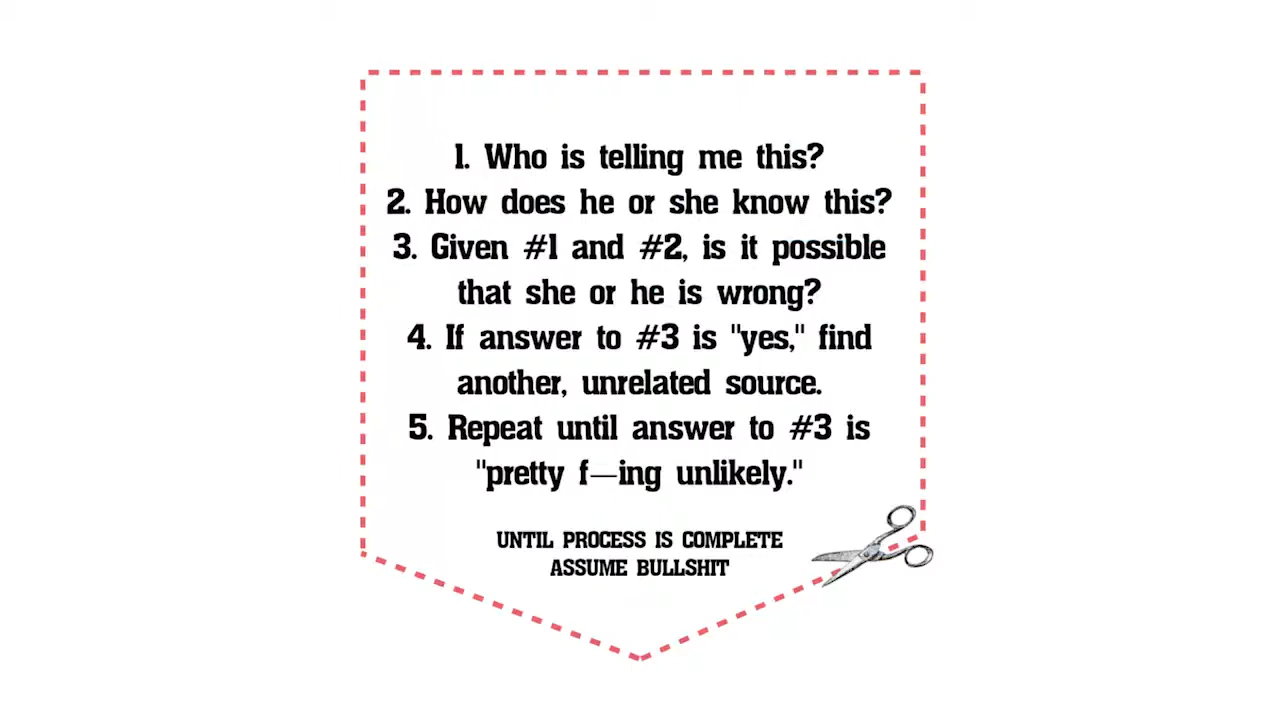 1. Who is telling me this?
2. How does he or she know this?
3. Given #1 and #2, is it possible
that she or he is wrong?
4. If answer to #3 is "yes," find
another, unrelated source.
5. Repeat until answer to #3 is
"pretty f—ing unlikely."
UNTIL PROCESS IS COMPLETE
ASSUME BULLSHIT